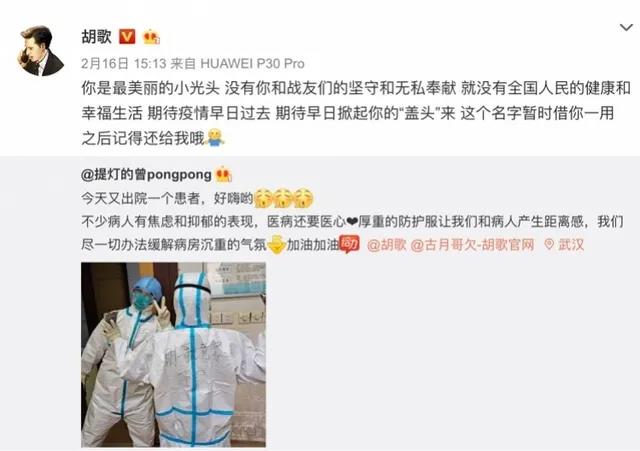 胡歌
2月16日 15:13 来自 HUAWEI P30 Pro
你是最美丽的小光头 没有你和战友们的坚守和无私奉献 就没有全国人民的健康和
幸福生活 期待疫情早日过去 期待早日掀起你的“盖头”来 这个名字暂时借你一用
之后记得还给我哦
@提灯的曾pongpong
今天又出院一个患者，好嗨哟
不少病人有焦虑和抑郁的表现，医病还要医心❤厚重的防护服让我们和病人产生距离感，我们
尽一切办法缓解病房沉重的气氛 加油加油 @胡歌 @古月哥欠-胡歌官网 武汉
胡歌